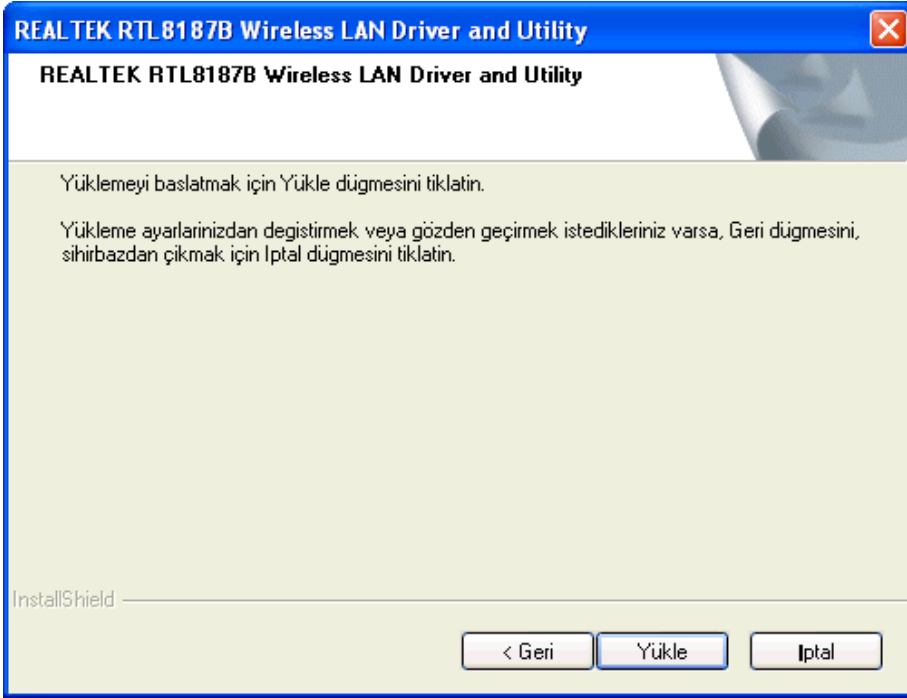 REALTEK RTL8187B Wireless LAN Driver and Utility
REALTEK RTL8187B Wireless LAN Driver and Utility
Yüklemeyi baslatmak için Yükle dügmesini tiklatin.
Yükleme ayarlarinizdan degistirmek veya gözden geçirmek istedikleriniz varsa, Geri dügmesini,
sihirbazdan çikmak için Iptal dügmesini tiklatin.
InstallShield
< Geri
Yükle
Iptal